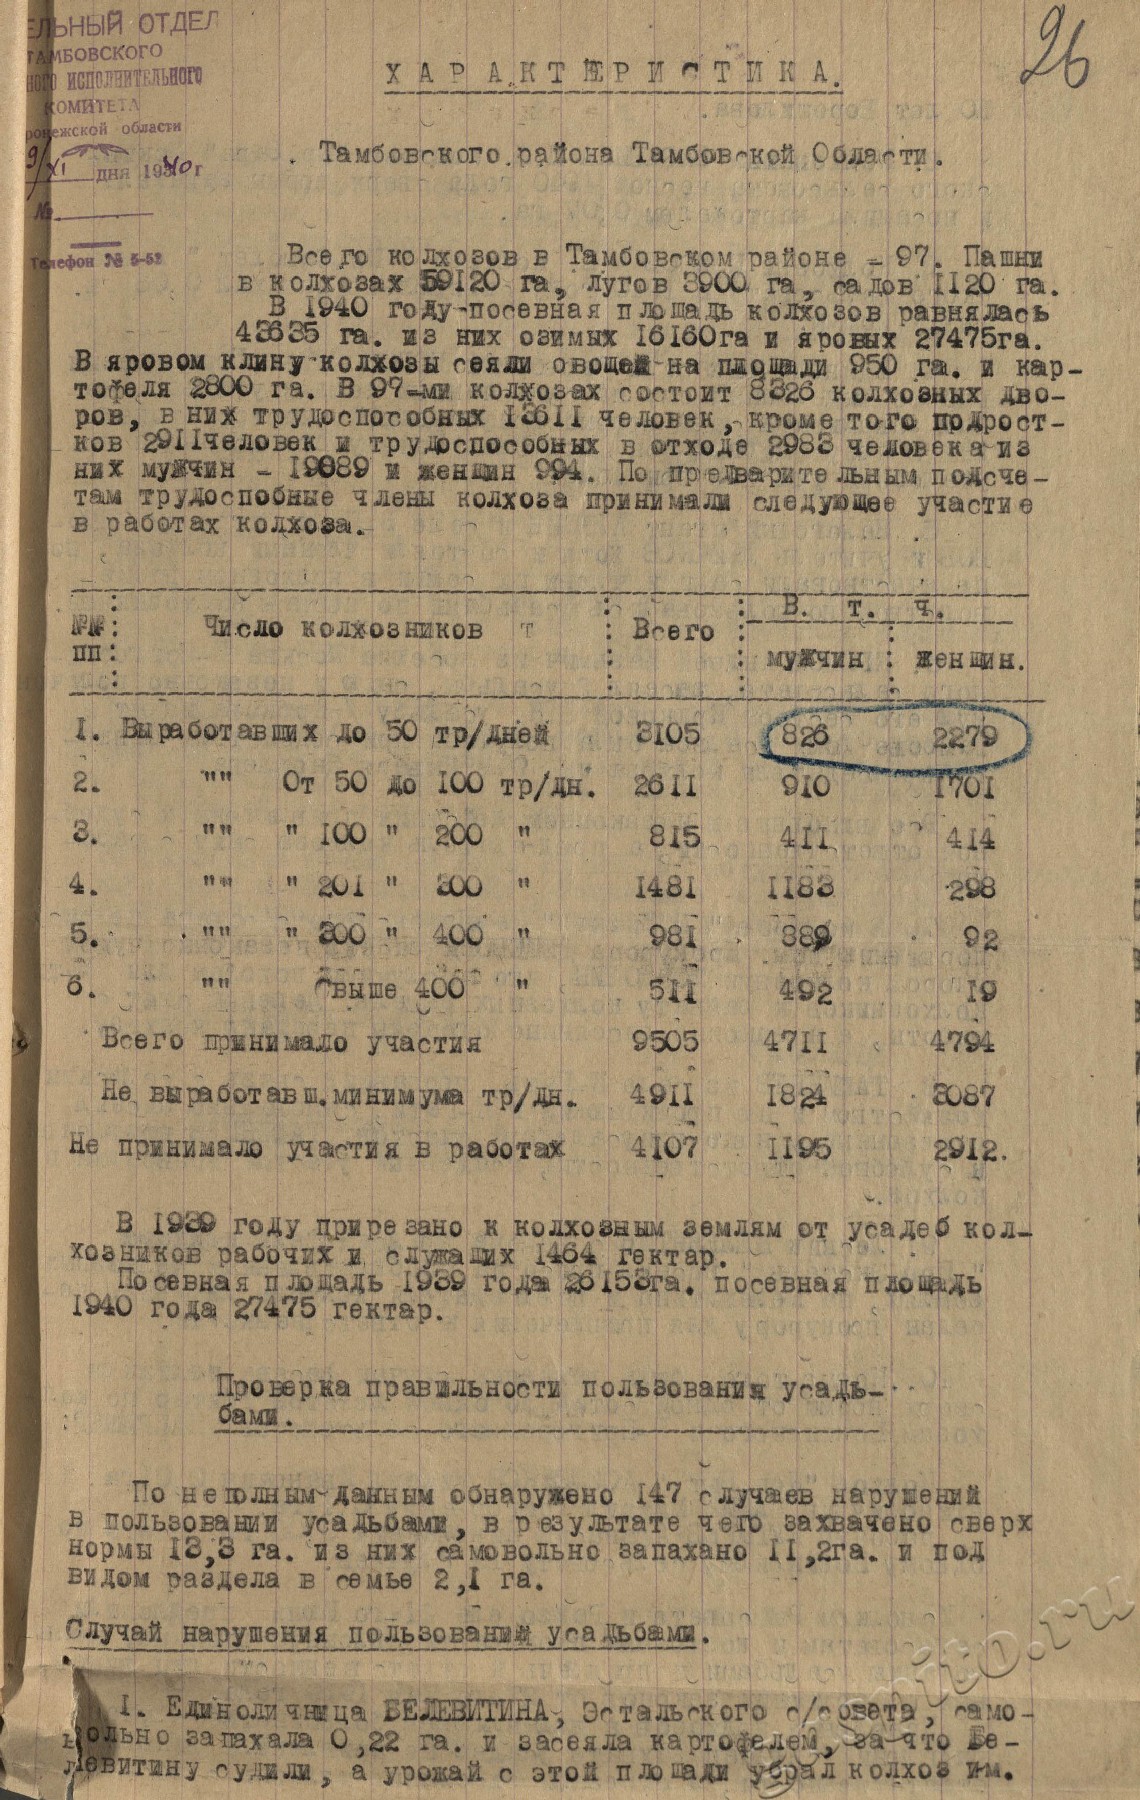 ЕЛЬНЫЙ ОТДЕЛ
ТАМБОВСКОГО
НОГО ИСПОЛНИТЕЛЬНОГО
КОМИТЕТА
ронежской области
9/XI дня 1940 г
№
Телефон № 5-52
26
ХАРАКТЕРИСТИКА.
Тамбовского района Тамбовской Области.
Всего колхозов в Тамбовском районе - 97. Пашни
в колхозах 59120 га, лугов 3900 га, садов 1120 га.
В 1940 году посевная площадь колхозов равнялась
43635 га. из них озимых 16160га и яровых 27475га.
В яровом клину колхозы сеяли овощей на площади 950 га. и кар-
тофеля 2800 га. В 97-ми колхозах состоит 8326 колхозных дво-
ров, в них трудоспособных 13611 человек, кроме того подрост-
ков 2911человек и трудоспособных в отходе 2983 человека из
них мужчин - 19089 и женщин 994. По предварительным подсче-
там трудоспобные члены колхоза принимали следующее участие
в работах колхоза.
№№ пп : Число колхозников т : Всего : В. т. ч.
мужчин : женщин.
1. Выработавших до 50 тр/дней 3105 826 2279
2. "" От 50 до 100 тр/дн. 2611 910 1701
3. "" " 100 " 200 " 815 411 414
4. "" " 201 " 300 " 1481 1183 298
5. "" " 300 " 400 " 981 889 92
6. "" Свыше 400 " 511 492 19
Всего принимало участия 9505 4711 4794
Не выработавш.минимума тр/дн. 4911 1824 3087
Не принимало участия в работах 4107 1195 2912.
В 1939 году прирезано к колхозным землям от усадеб кол-
хозников рабочих и служащих 1464 гектар.
Посевная площадь 1939 года 26153га. посевная площадь
1940 года 27475 гектар.
Проверка правильности пользования усадь-
бами.
По неполным данным обнаружено 147 случаев нарушений
в пользовании усадьбами, в результате чего захвачено сверх
нормы 13,3 га. из них самовольно запахано 11,2га. и под
видом раздела в семье 2,1 га.
Случай нарушения пользований усадьбами.
1. Единоличница БЕЛЕВИТИНА, Эстальского с/совета, само-
вольно запахала 0,22 га. и засеяла картофелем, за что Бе-
левитину судили, а урожай с этой площади убрал колхоз им.